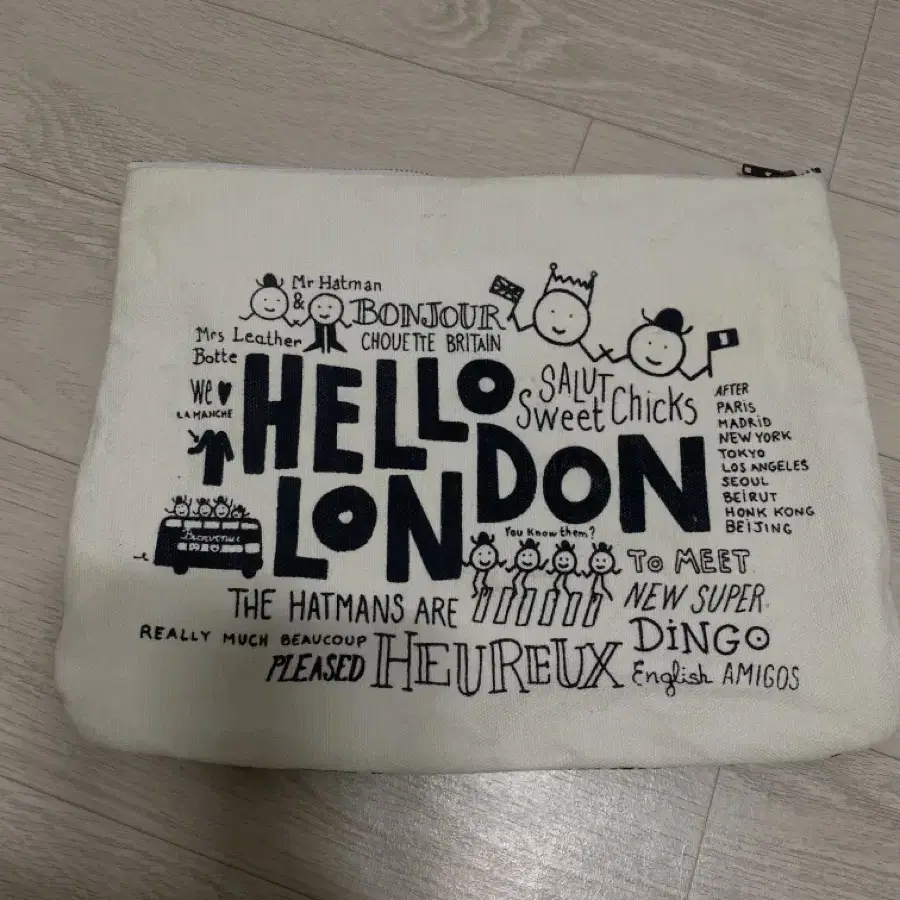 Mr Hatman
&
Mrs Leather
Botte
BONJOUR
CHOUETTE BRITAIN
We ♥
LA MANCHE
HELLO
LONDON
SALUT
Sweet Chicks
AFTER
PARIS
MADRID
NEW YORK
TOKYO
LOS ANGELES
SEOUL
BEIRUT
HONK KONG
BEIJING
Bienvenue
You Know them?
TO MEET
THE HATMANS ARE
NEW SUPER
REALLY MUCH BEAUCOUP
PLEASED
HEUREUX
DiNGO
English AMIGOS